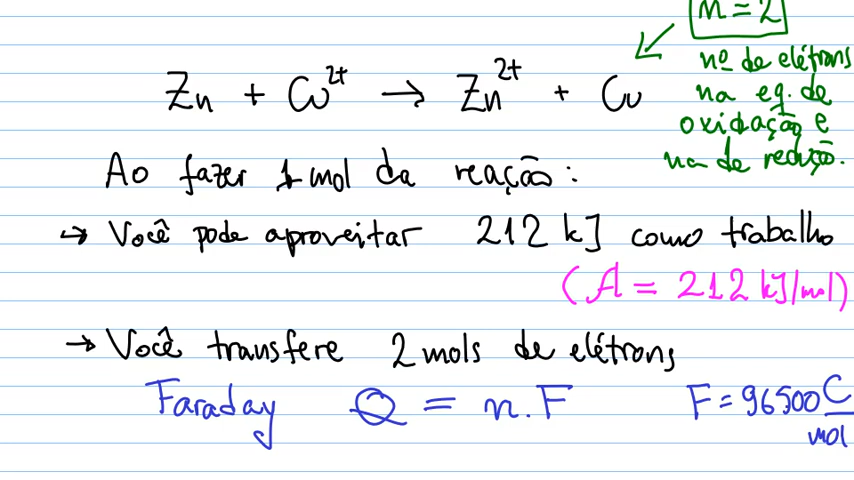 n = 2
nº de elétrons
na eq. de
oxidação e
na de redução.
Zn + Cu²⁺ → Zn²⁺ + Cu
Ao fazer 1 mol da reação:
→ Você pode aproveitar 212 kJ como trabalho
(A = 212 kJ/mol)
→ Você transfere 2 mols de elétrons
Faraday Q = n.F F = 96500 C/mol